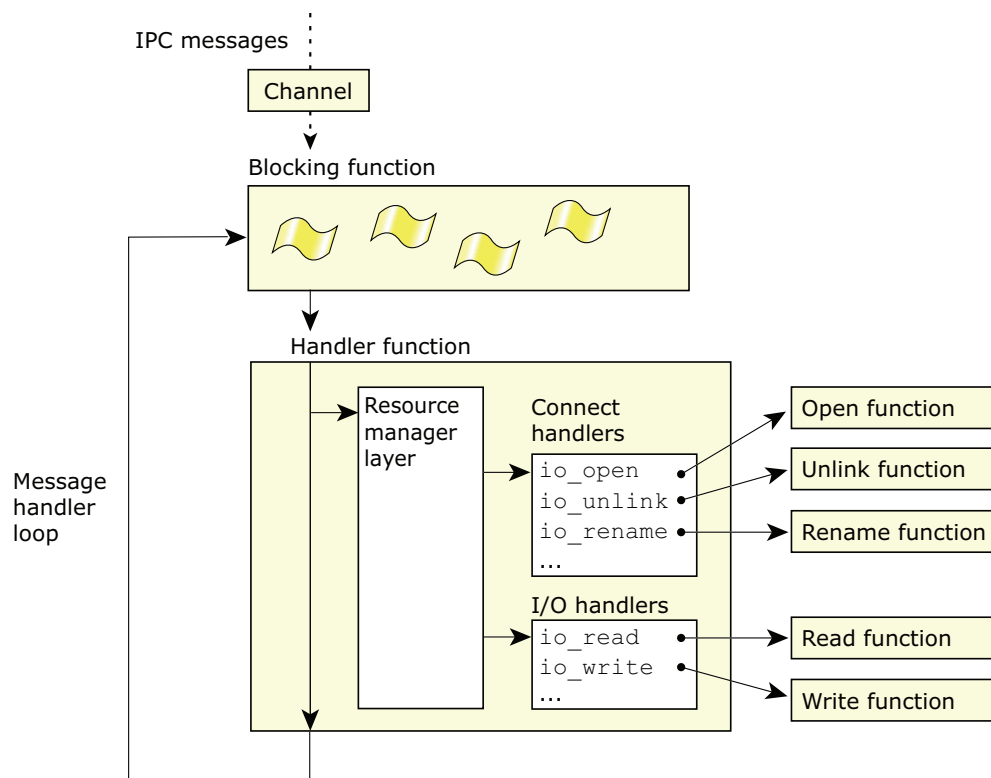 IPC messages
Channel
Blocking function
Handler function
Resource
manager
layer
Connect
handlers
io_open
io_unlink
io_rename
...
I/O handlers
io_read
io_write
...
Open function
Unlink function
Rename function
Read function
Write function
Message
handler
loop